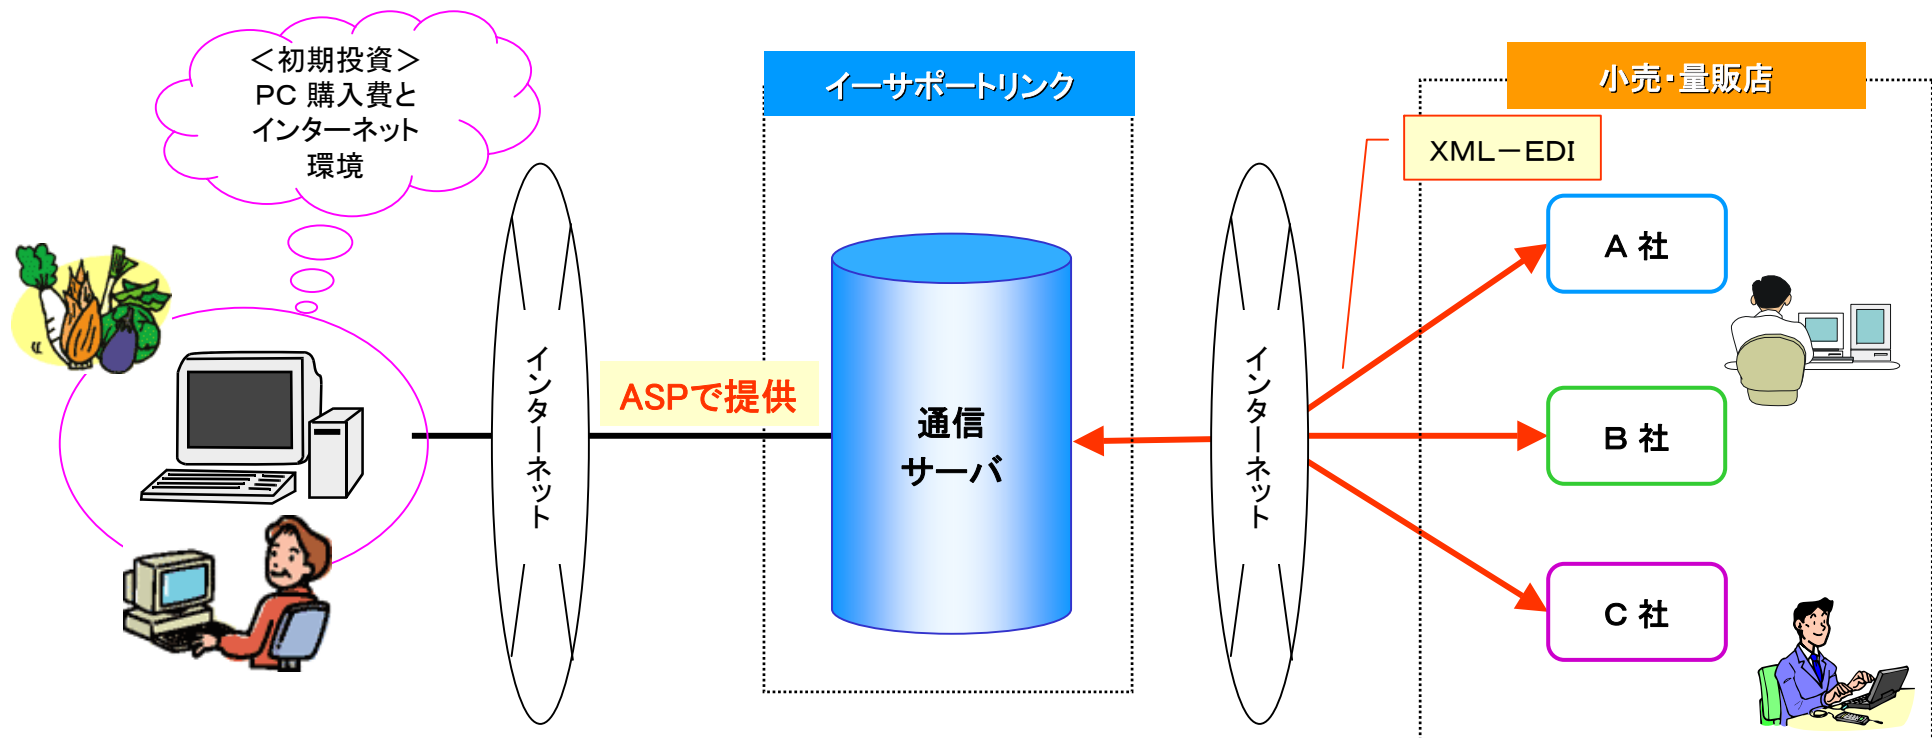 ＜初期投資＞
PC 購入費と
インターネット
環境
イーサポートリンク
小売・量販店
XML－EDI
インターネット
ASPで提供
通信
サーバ
インターネット
A 社
B 社
C 社